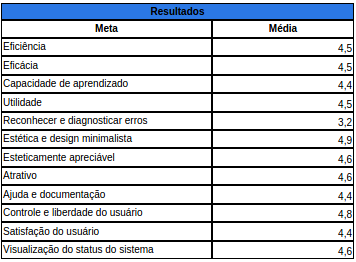 Resultados
Meta Média
Eficiência 4,5
Eficácia 4,5
Capacidade de aprendizado 4,4
Utilidade 4,5
Reconhecer e diagnosticar erros 3,2
Estética e design minimalista 4,9
Esteticamente apreciável 4,6
Atrativo 4,6
Ajuda e documentação 4,4
Controle e liberdade do usuário 4,8
Satisfação do usuário 4,4
Visualização do status do sistema 4,6